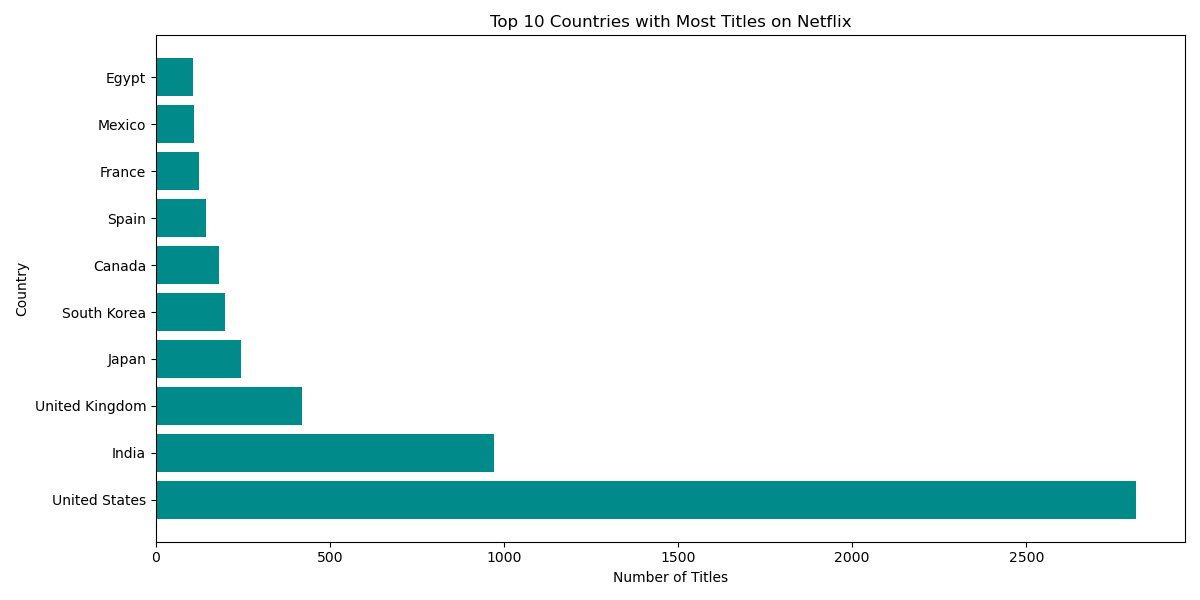 Top 10 Countries with Most Titles on Netflix
Country
Egypt
Mexico
France
Spain
Canada
South Korea
Japan
United Kingdom
India
United States
0 500 1000 1500 2000 2500
Number of Titles